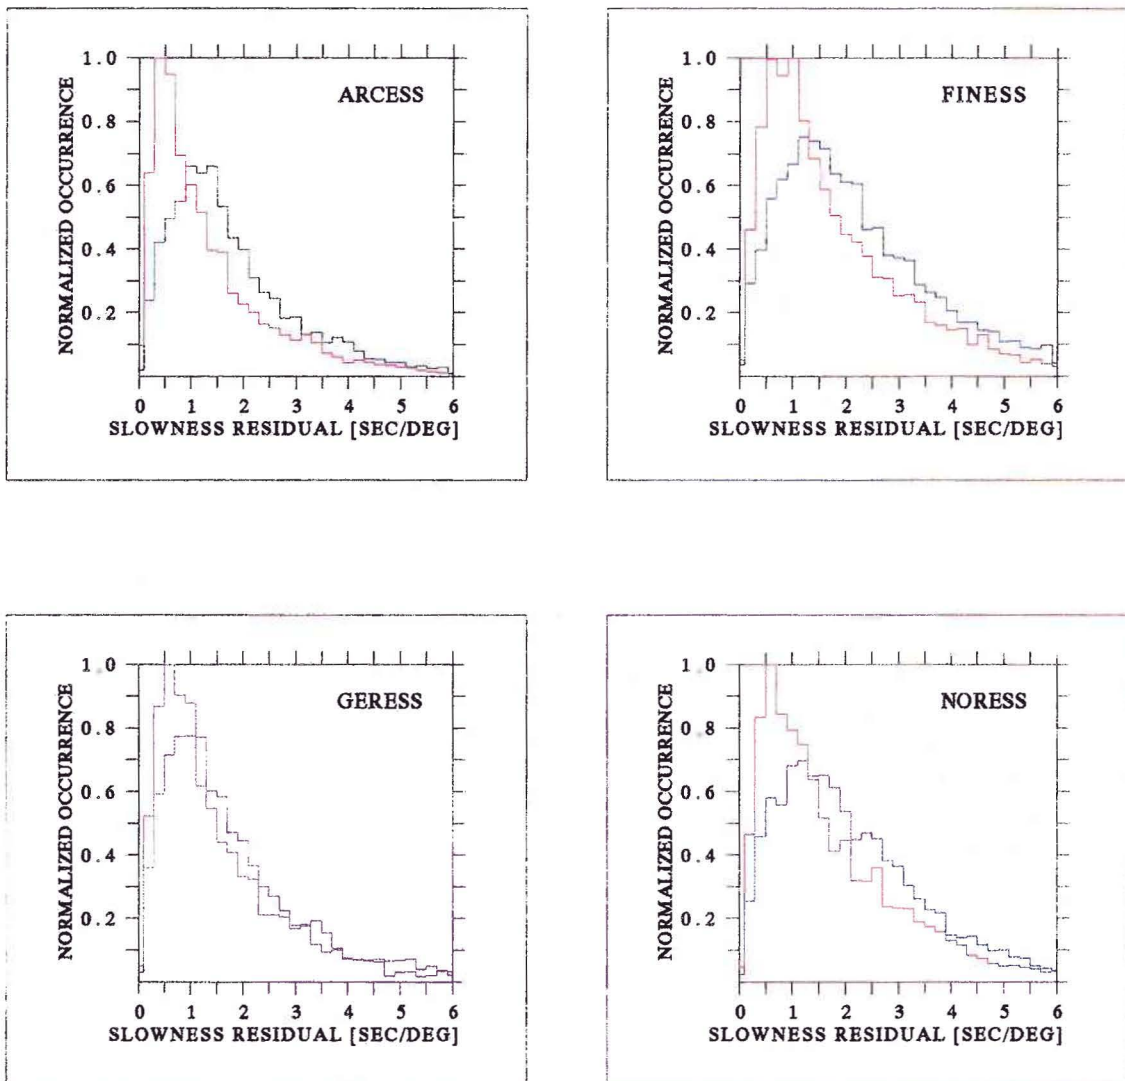 ARCESS
NORMALIZED OCCURRENCE
1.0
0.8
0.6
0.4
0.2
0 1 2 3 4 5 6
SLOWNESS RESIDUAL [SEC/DEG]
FINESS
NORMALIZED OCCURRENCE
1.0
0.8
0.6
0.4
0.2
0 1 2 3 4 5 6
SLOWNESS RESIDUAL [SEC/DEG]
GERESS
NORMALIZED OCCURRENCE
1.0
0.8
0.6
0.4
0.2
0 1 2 3 4 5 6
SLOWNESS RESIDUAL [SEC/DEG]
NORESS
NORMALIZED OCCURRENCE
1.0
0.8
0.6
0.4
0.2
0 1 2 3 4 5 6
SLOWNESS RESIDUAL [SEC/DEG]